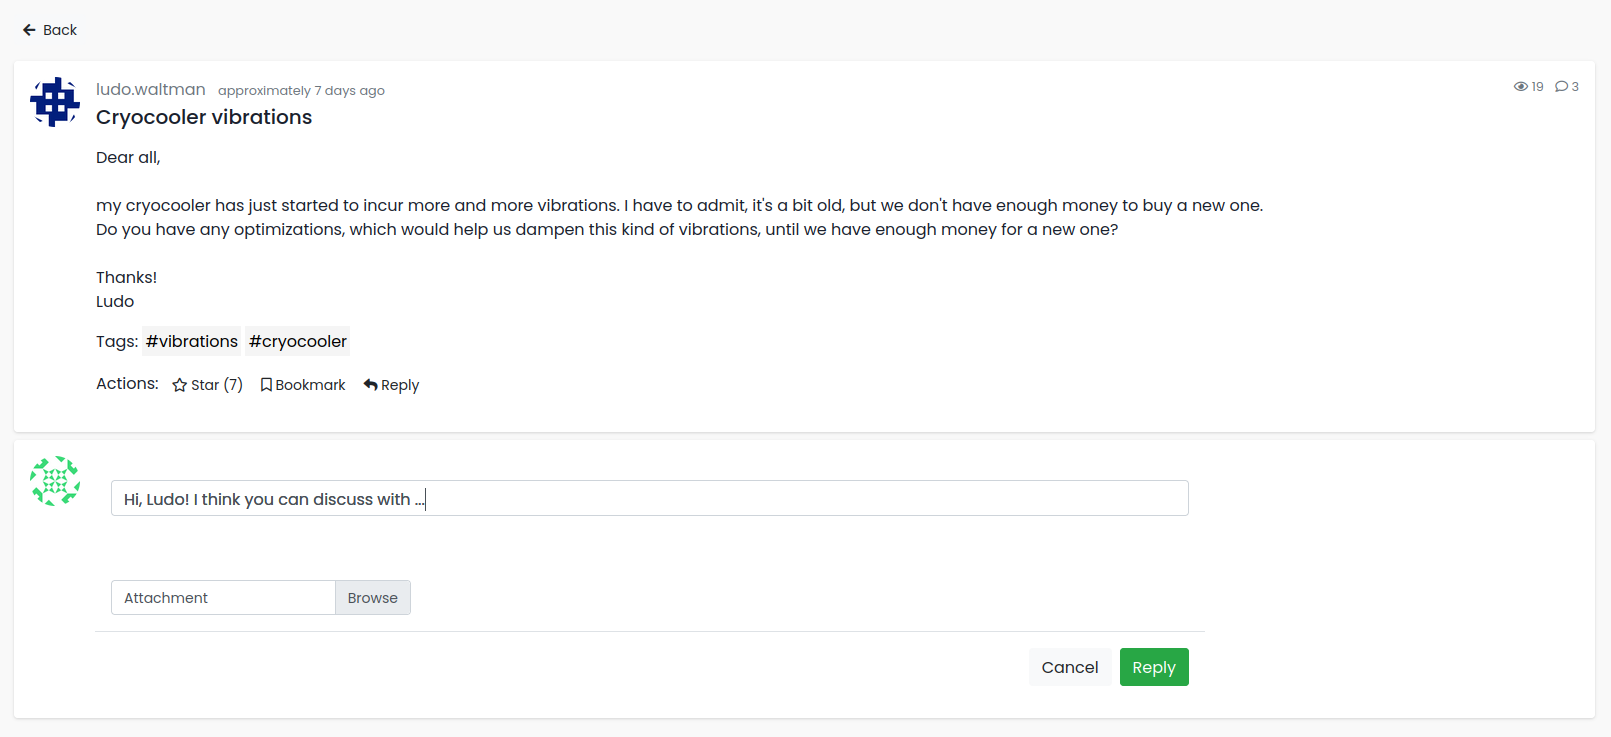 Back
ludo.waltman approximately 7 days ago
19 3
Cryocooler vibrations
Dear all,
my cryocooler has just started to incur more and more vibrations. I have to admit, it's a bit old, but we don't have enough money to buy a new one.
Do you have any optimizations, which would help us dampen this kind of vibrations, until we have enough money for a new one?
Thanks!
Ludo
Tags: #vibrations #cryocooler
Actions: Star (7) Bookmark Reply
Hi, Ludo! I think you can discuss with ...
Attachment Browse
Cancel Reply